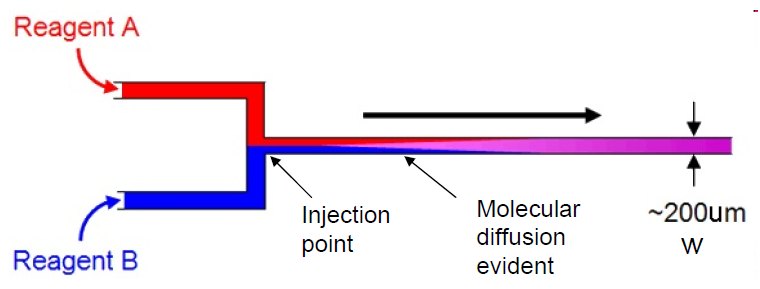 Reagent A
Reagent B
Injection
point
Molecular
diffusion
evident
~200um
W